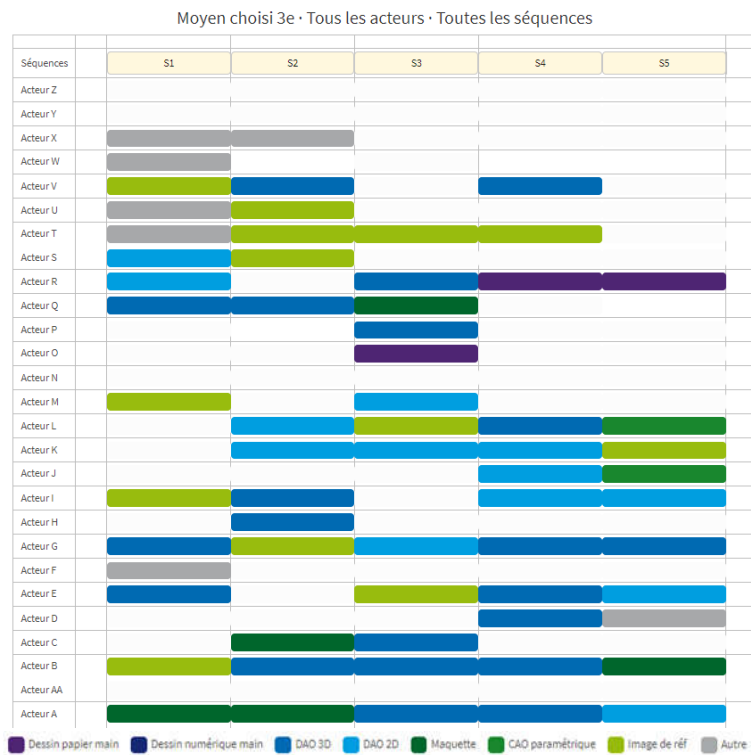 Moyen choisi 3e · Tous les acteurs · Toutes les séquences
Séquences S1 S2 S3 S4 S5
Acteur Z
Acteur Y
Acteur X
Acteur W
Acteur V
Acteur U
Acteur T
Acteur S
Acteur R
Acteur Q
Acteur P
Acteur O
Acteur N
Acteur M
Acteur L
Acteur K
Acteur J
Acteur I
Acteur H
Acteur G
Acteur F
Acteur E
Acteur D
Acteur C
Acteur B
Acteur AA
Acteur A
Dessin papier main Dessin numérique main DAO 3D DAO 2D Maquette CAO paramétrique Image de réf Autre